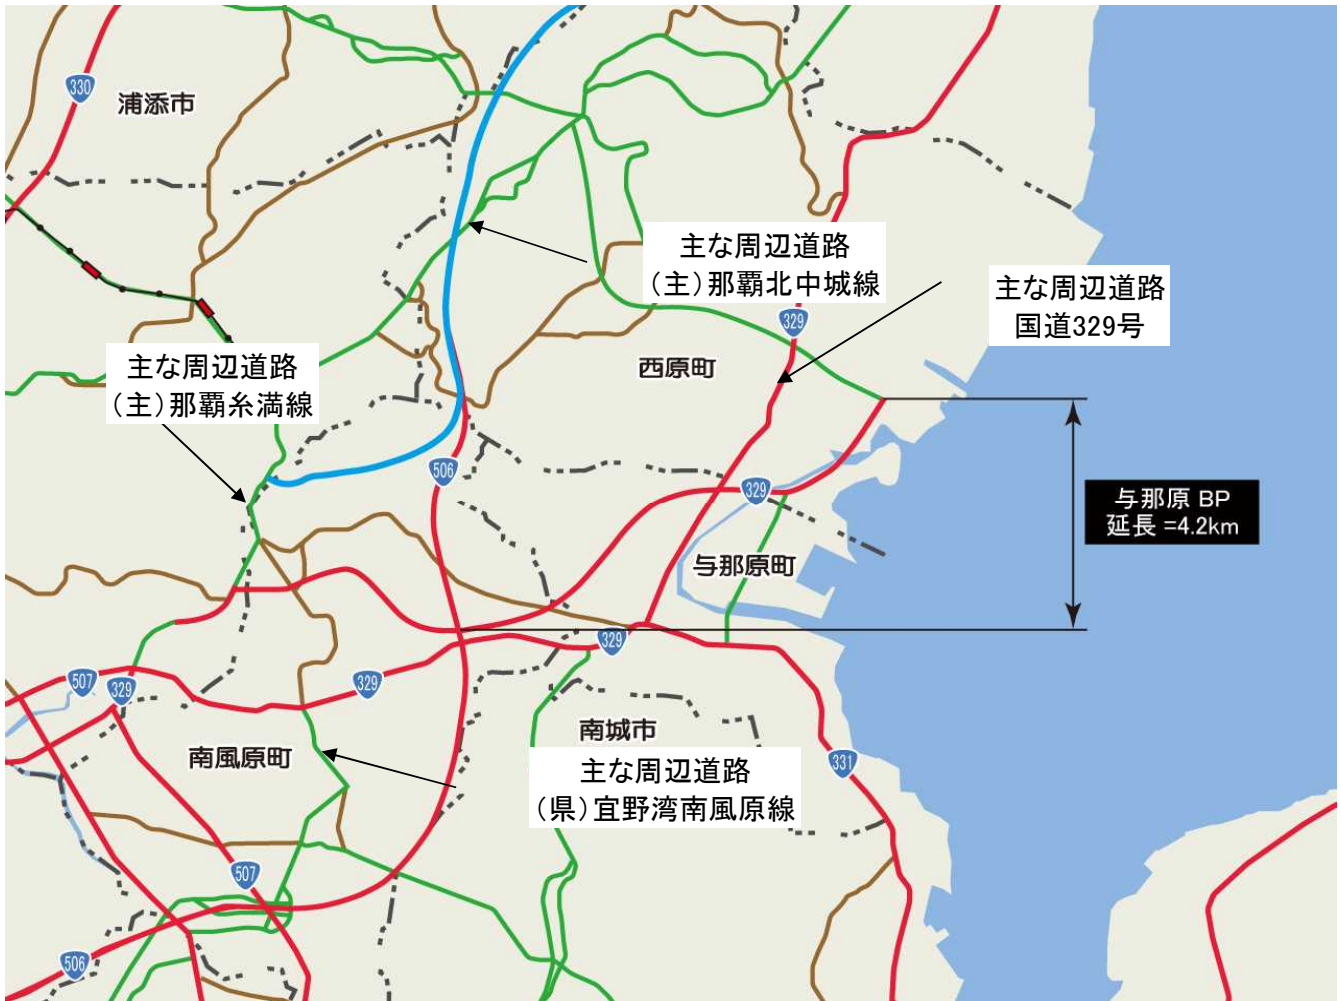 330
浦添市
主な周辺道路
（主）那覇北中城線
主な周辺道路
国道329号
329
主な周辺道路
（主）那覇糸満線
西原町
506
329
与那原 BP
延長 =4.2km
与那原町
329
507
329
329
南城市
南風原町
331
主な周辺道路
（県）宜野湾南風原線
507
506